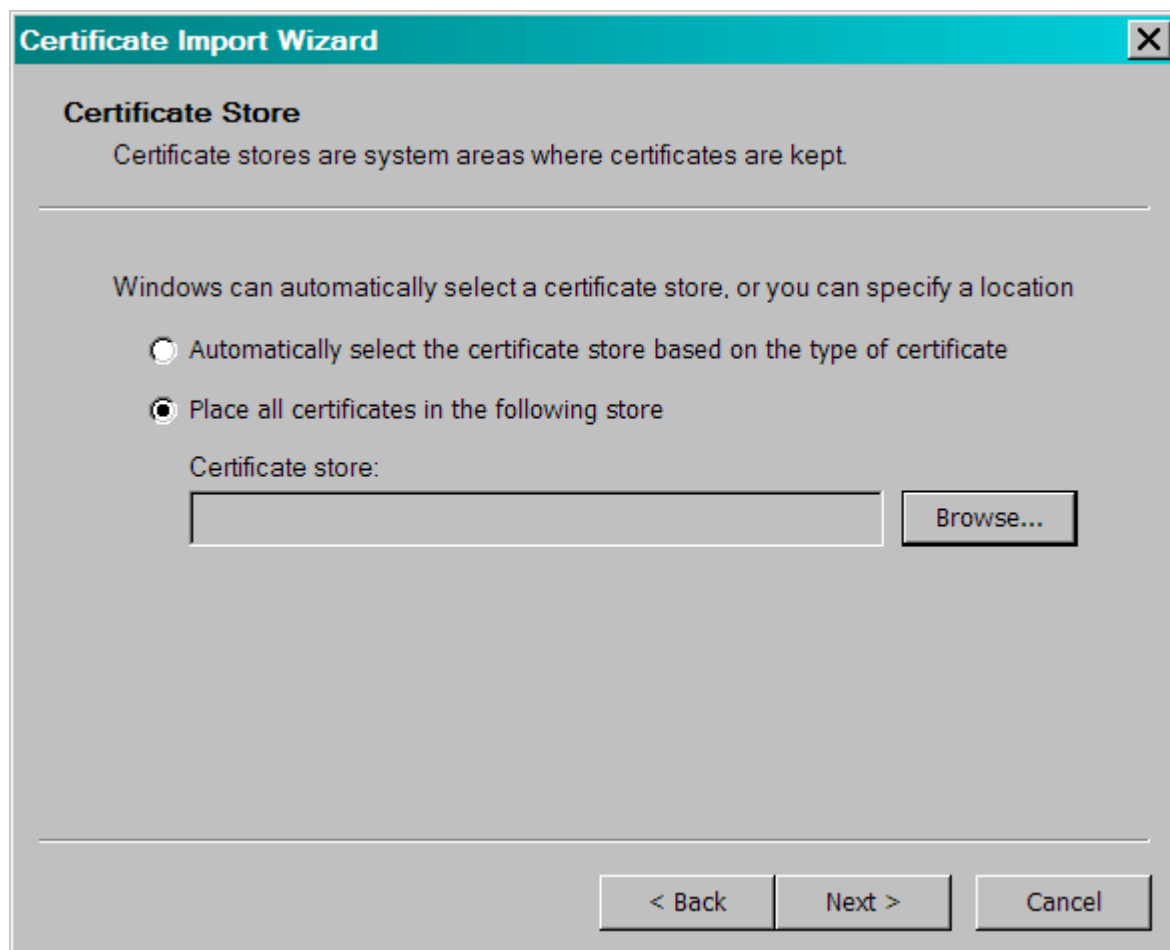 Certificate Import Wizard
Certificate Store
Certificate stores are system areas where certificates are kept.
Windows can automatically select a certificate store, or you can specify a location
Automatically select the certificate store based on the type of certificate
Place all certificates in the following store
Certificate store:
Browse...
< Back
Next >
Cancel